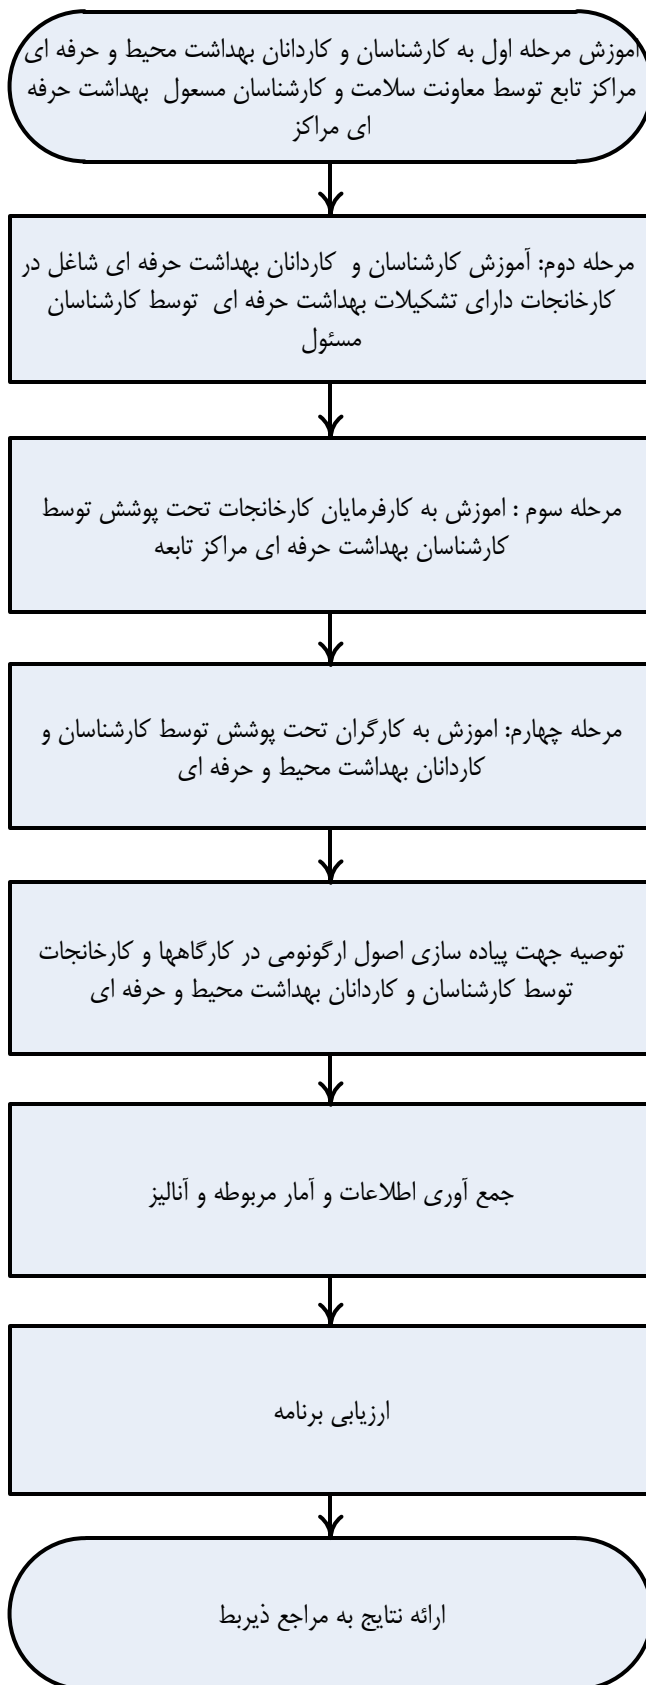 اموزش مرحله اول به کارشناسان و کاردانان بهداشت محیط و حرفه ای
مراکز تابع توسط معاونت سلامت و کارشناسان مسعول بهداشت حرفه
ای مراکز
مرحله دوم: آموزش کارشناسان و کاردانان بهداشت حرفه ای شاغل در
کارخانجات دارای تشکیلات بهداشت حرفه ای توسط کارشناسان
مسئول
مرحله سوم : اموزش به کارفرمایان کارخانجات تحت پوشش توسط
کارشناسان بهداشت حرفه ای مراکز تابعه
مرحله چهارم: اموزش به کارگران تحت پوشش توسط کارشناسان و
کاردانان بهداشت محیط و حرفه ای
توصیه جهت پیاده سازی اصول ارگونومی در کارگاهها و کارخانجات
توسط کارشناسان و کاردانان بهداشت محیط و حرفه ای
جمع آوری اطلاعات و آمار مربوطه و آنالیز
ارزیابی برنامه
ارائه نتایج به مراجع ذیربط